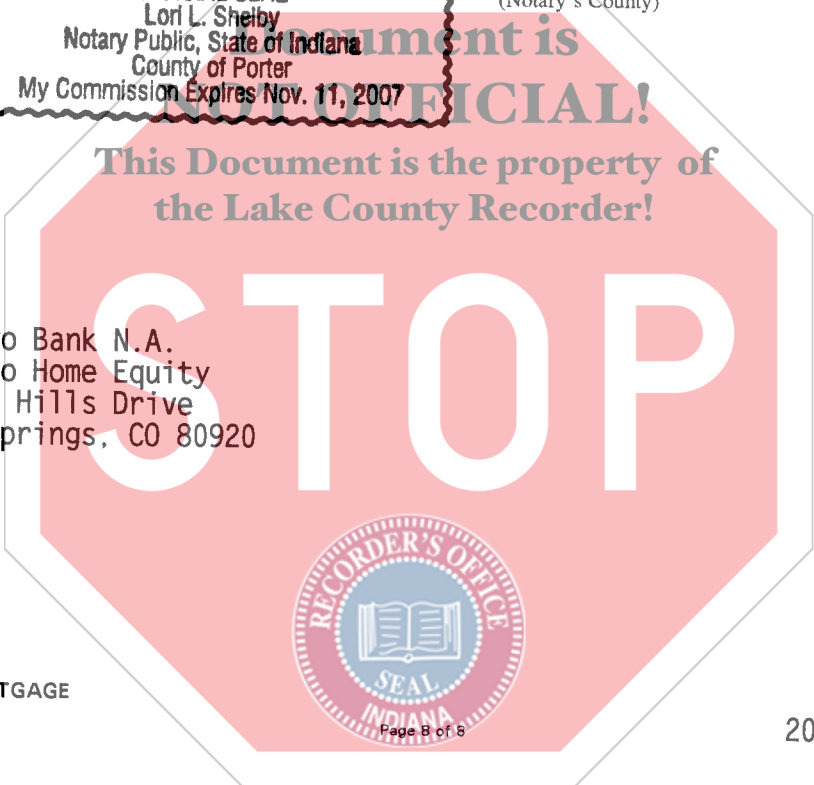 (Notary's County)
Lori L. Shelby
Notary Public, State of Indiana
County of Porter
My Commission Expires Nov. 11, 2007
Document is
NOT OFFICIAL!
This Document is the property of
the Lake County Recorder!
STOP
o Bank N.A.
o Home Equity
Hills Drive
prings, CO 80920
RECORDER'S OFFICE
SEAL
INDIANA
TGAGE
Page 8 of 8
20